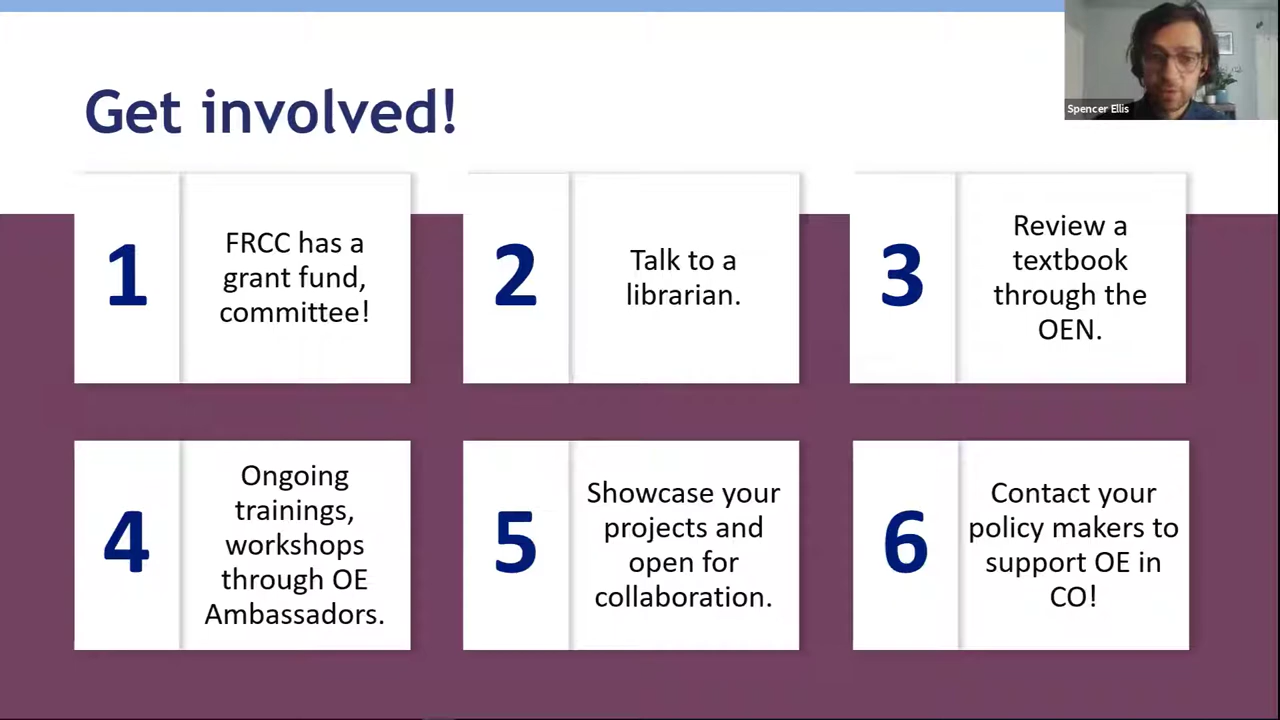 Get involved!
Spencer Ellis
1
FRCC has a
grant fund,
committee!
2
Talk to a
librarian.
3
Review a
textbook
through the
OEN.
4
Ongoing
trainings,
workshops
through OE
Ambassadors.
5
Showcase your
projects and
open for
collaboration.
6
Contact your
policy makers to
support OE in
CO!